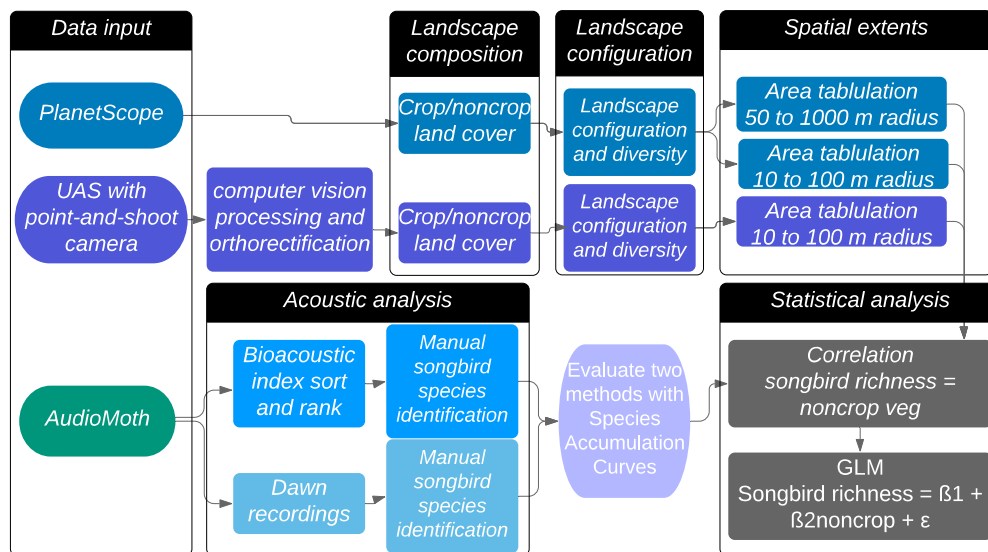 Data input
PlanetScope
UAS with
point-and-shoot
camera
AudioMoth
computer vision
processing and
orthorectification
Landscape
composition
Crop/noncrop
land cover
Crop/noncrop
land cover
Landscape
configuration
Landscape
configuration
and diversity
Landscape
configuration
and diversity
Spatial extents
Area tablulation
50 to 1000 m radius
Area tablulation
10 to 100 m radius
Area tablulation
10 to 100 m radius
Acoustic analysis
Bioacoustic
index sort
and rank
Manual
songbird
species
identification
Dawn
recordings
Manual
songbird
species
identification
Evaluate two
methods with
Species
Accumulation
Curves
Statistical analysis
Correlation
songbird richness =
noncrop veg
GLM
Songbird richness = ß1 +
ß2noncrop + ε